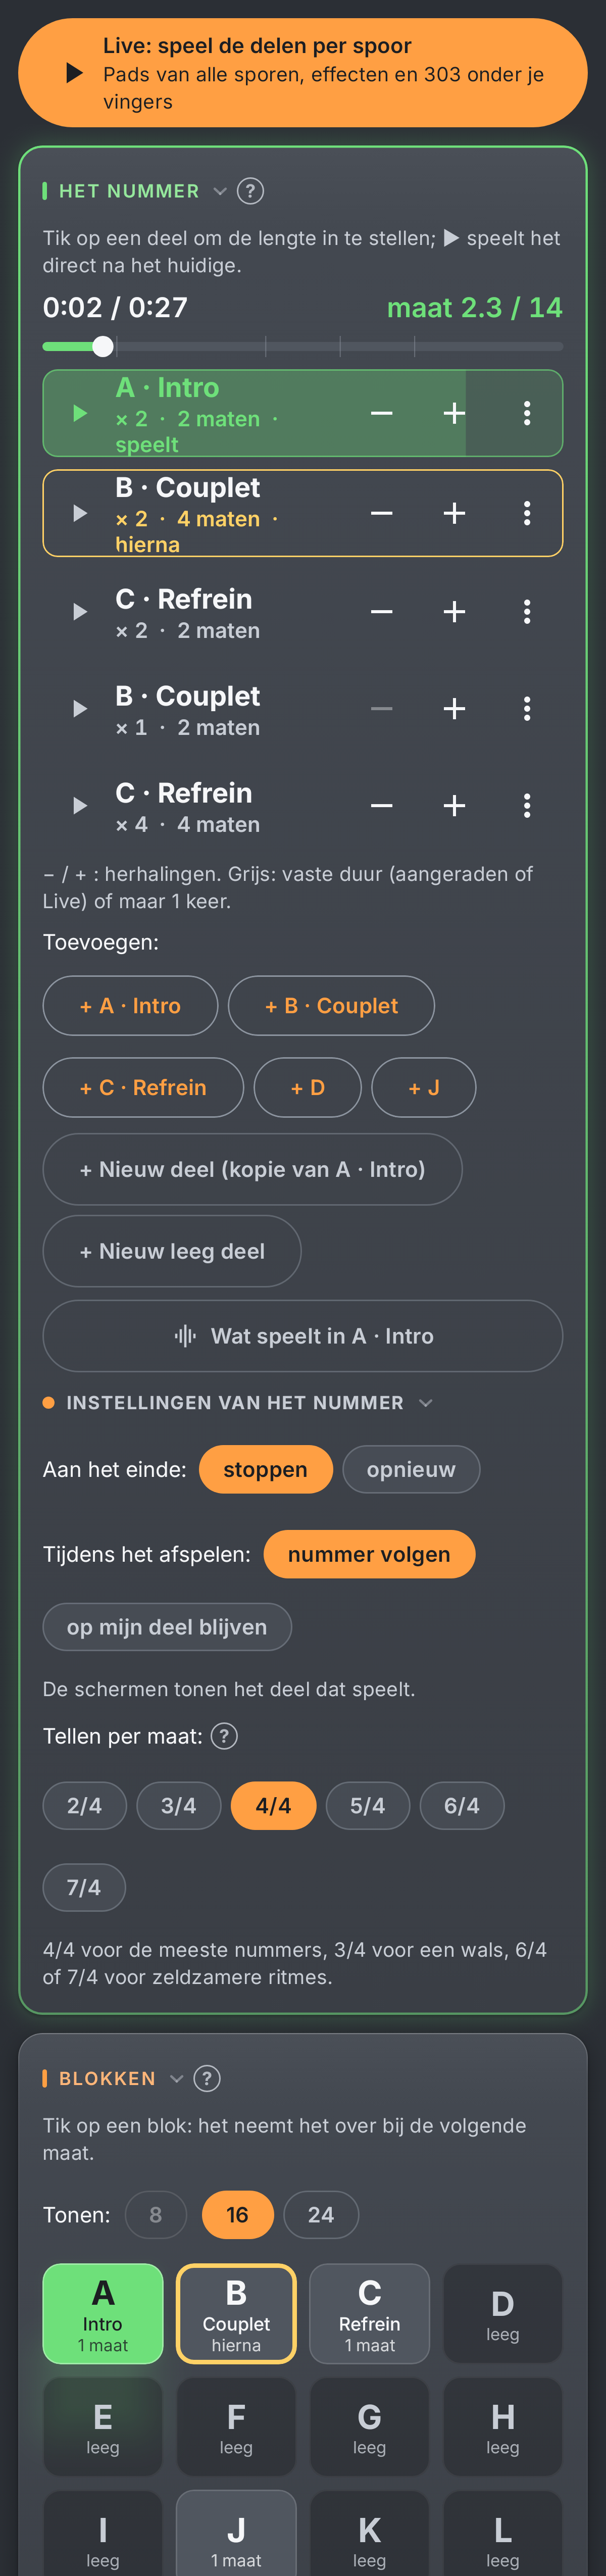 Live: speel de delen per spoor
Pads van alle sporen, effecten en 303 onder je
vingers
HET NUMMER ?
Tik op een deel om de lengte in te stellen; ▶ speelt het
direct na het huidige.
0:02 / 0:27 maat 2.3 / 14
A · Intro
× 2 · 2 maten ·
speelt
B · Couplet
× 2 · 4 maten ·
hierna
C · Refrein
× 2 · 2 maten
B · Couplet
× 1 · 2 maten
C · Refrein
× 4 · 4 maten
− / + : herhalingen. Grijs: vaste duur (aangeraden of
Live) of maar 1 keer.
Toevoegen:
+ A · Intro + B · Couplet
+ C · Refrein + D + J
+ Nieuw deel (kopie van A · Intro)
+ Nieuw leeg deel
Wat speelt in A · Intro
INSTELLINGEN VAN HET NUMMER
Aan het einde: stoppen opnieuw
Tijdens het afspelen: nummer volgen
op mijn deel blijven
De schermen tonen het deel dat speelt.
Tellen per maat: ?
2/4 3/4 4/4 5/4 6/4
7/4
4/4 voor de meeste nummers, 3/4 voor een wals, 6/4
of 7/4 voor zeldzamere ritmes.
BLOKKEN ?
Tik op een blok: het neemt het over bij de volgende
maat.
Tonen: 8 16 24
A B C D
Intro Couplet Refrein leeg
1 maat hierna 1 maat
E F G H
leeg leeg leeg leeg
I J K L
leeg 1 maat leeg leeg